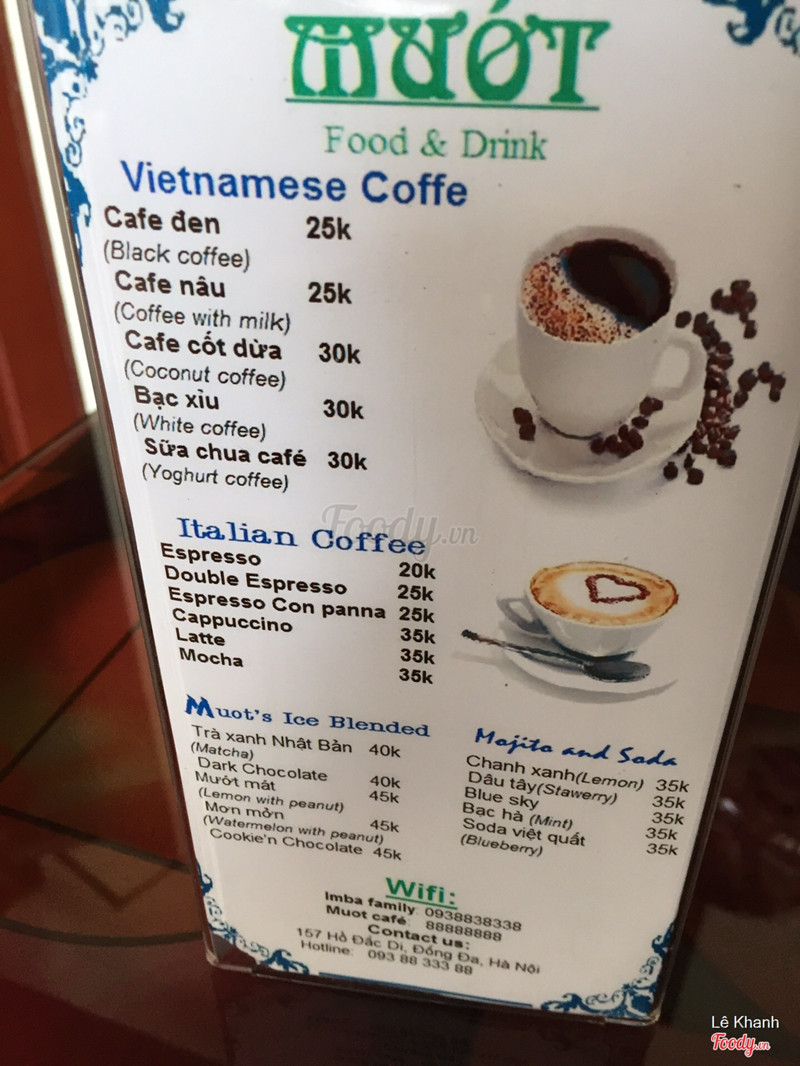 MUỚT
Food & Drink
Vietnamese Coffe
Cafe đen 25k
(Black coffee)
Cafe nâu 25k
(Coffee with milk)
Cafe cốt dừa 30k
(Coconut coffee)
Bạc xỉu 30k
(White coffee)
Sữa chua café 30k
(Yoghurt coffee)
Foody.vn
Italian Coffee
Espresso 20k
Double Espresso 25k
Espresso Con panna 25k
Cappuccino 35k
Latte 35k
Mocha 35k
Muot's Ice Blended
Trà xanh Nhật Bản 40k
(Matcha)
Dark Chocolate 40k
Mướt mát 45k
(Lemon with peanut)
Mơn mởn 45k
(Watermelon with peanut)
Cookie'n Chocolate 45k
Mojito and Soda
Chanh xanh(Lemon) 35k
Dâu tây(Stawerry) 35k
Blue sky 35k
Bạc hà (Mint) 35k
Soda việt quất 35k
(Blueberry)
Wifi:
Imba family: 0938838338
Muot café: 88888888
Contact us:
157 Hồ Đắc Di, Đống Đa, Hà Nội
Hotline: 093 88 333 88
Lê Khanh
Foody.vn